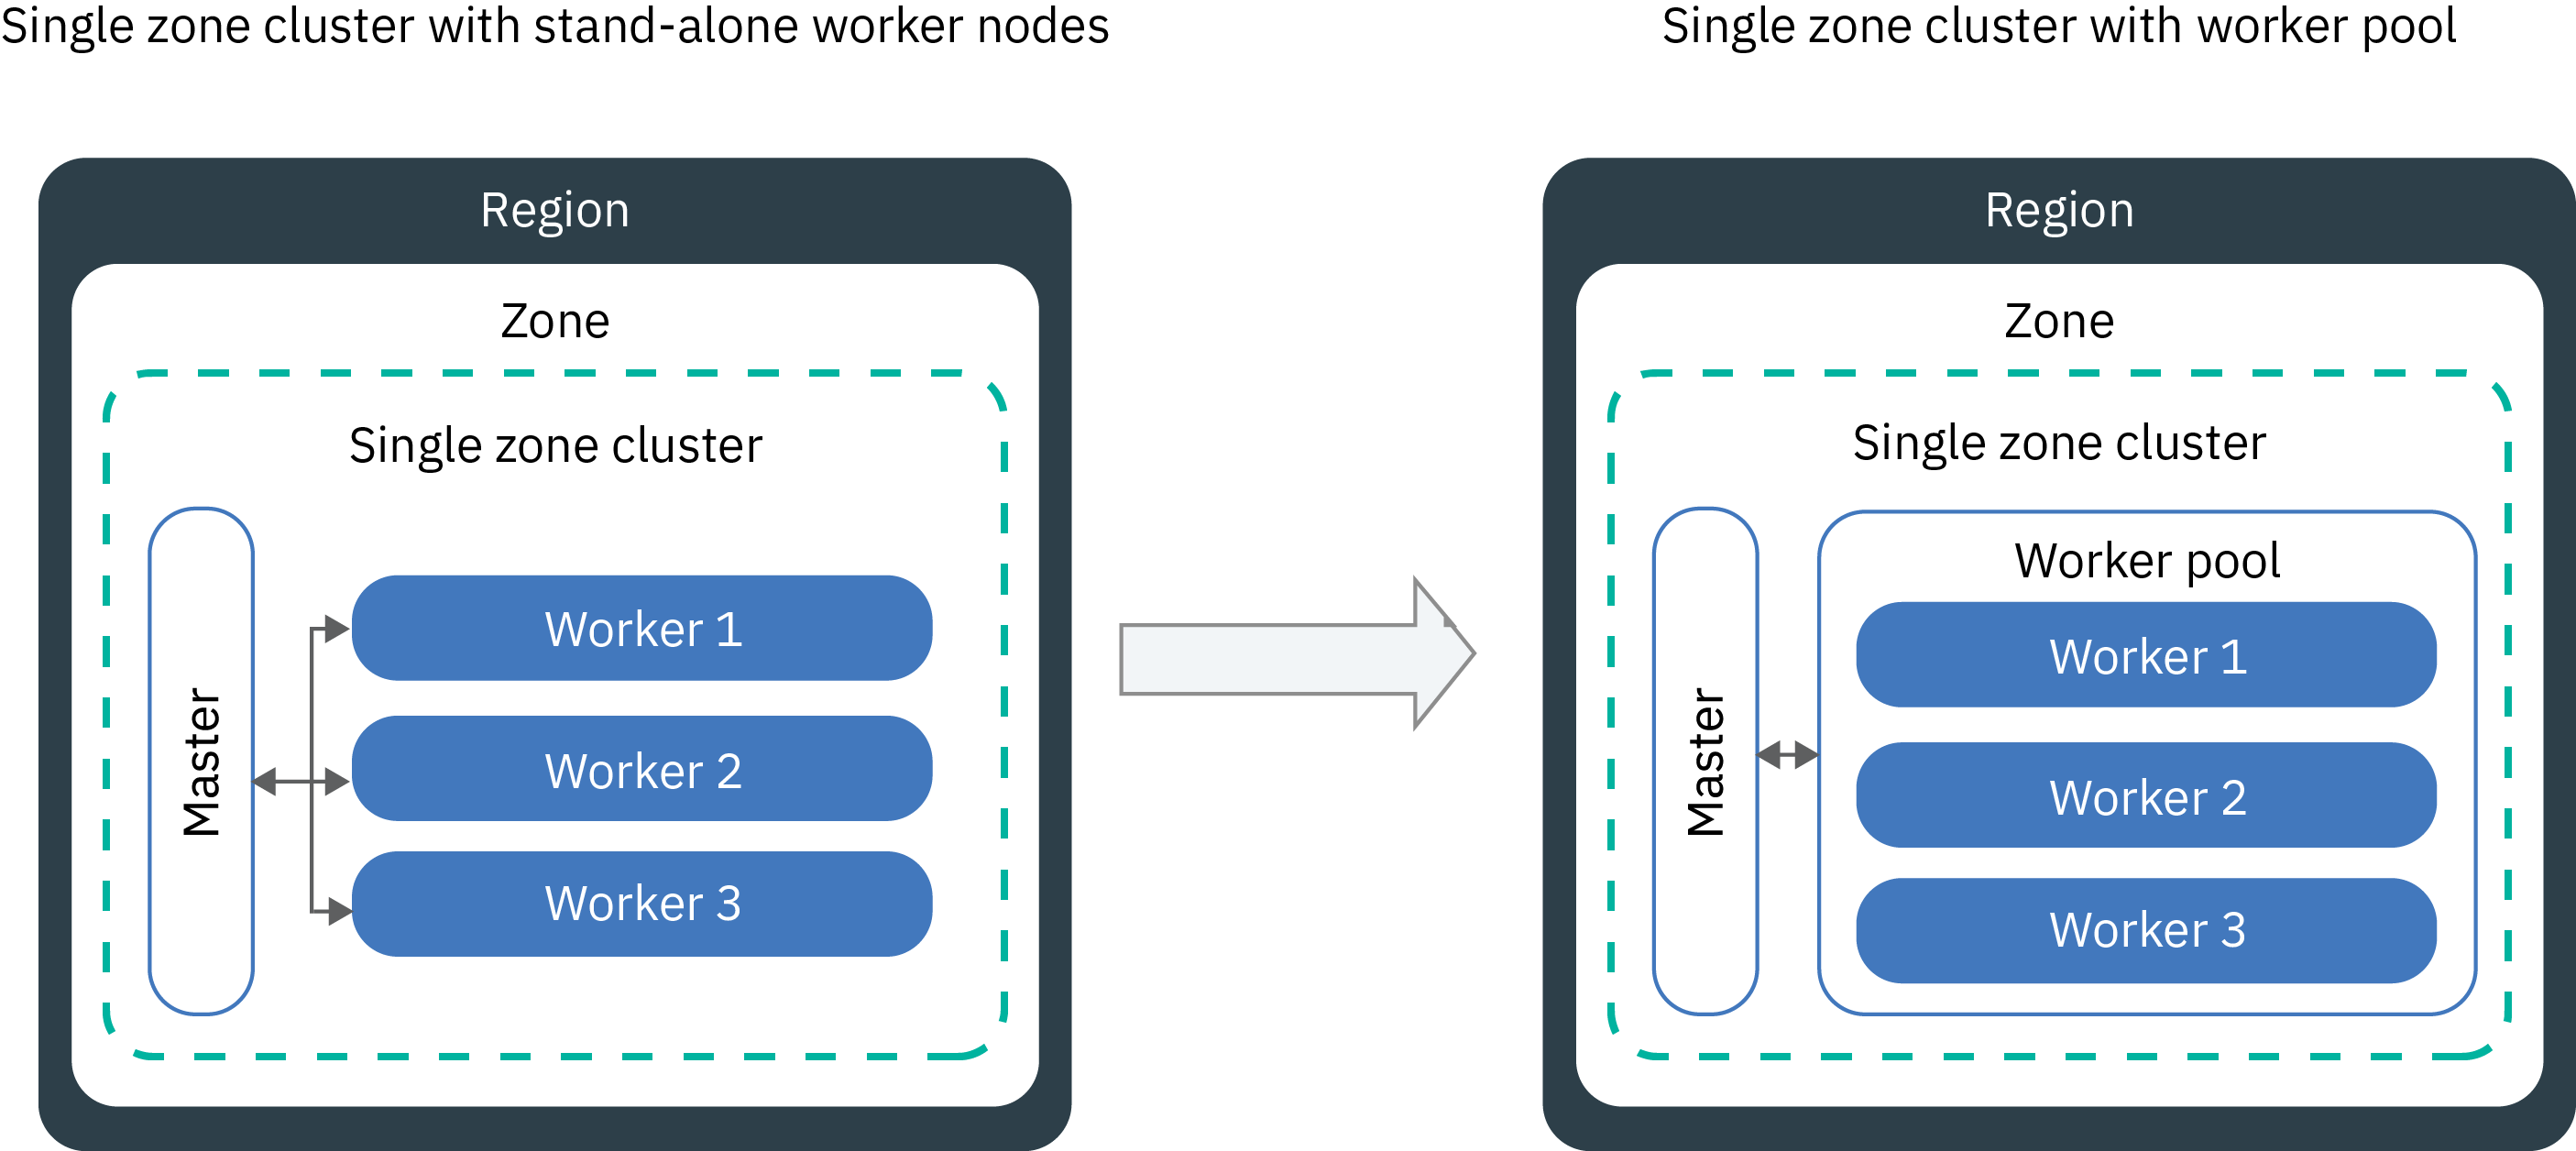 Single zone cluster with stand-alone worker nodes
Region
Zone
Single zone cluster
Master
Worker 1
Worker 2
Worker 3
Single zone cluster with worker pool
Region
Zone
Single zone cluster
Master
Worker pool
Worker 1
Worker 2
Worker 3